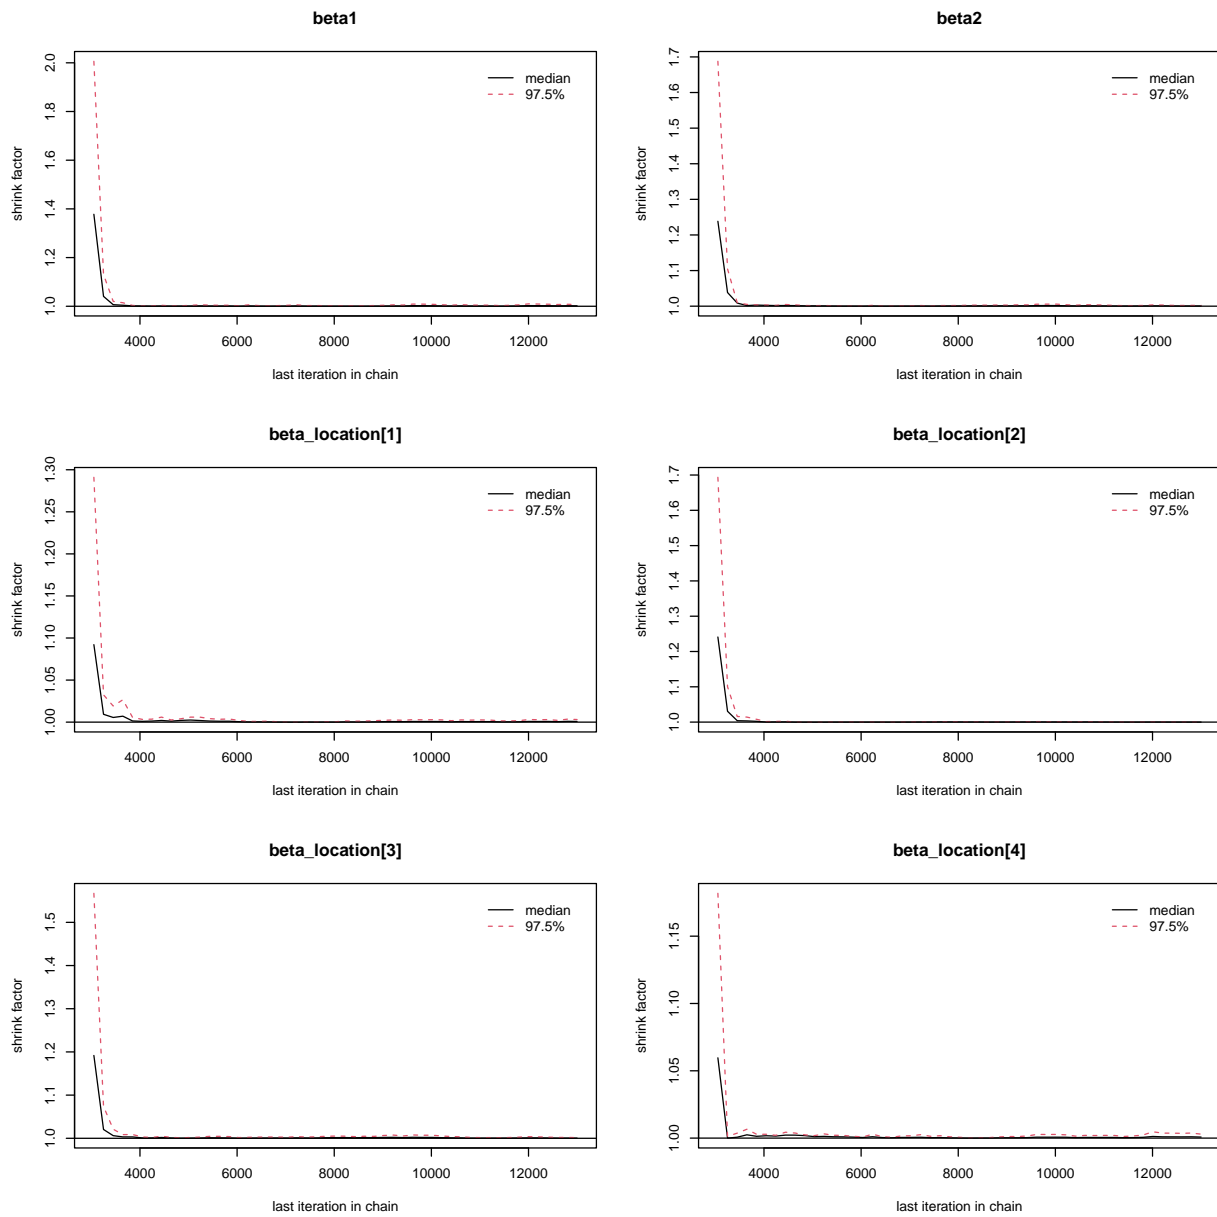 beta1
shrink factor
1.0 1.2 1.4 1.6 1.8 2.0
median
97.5%
4000 6000 8000 10000 12000
last iteration in chain
beta2
shrink factor
1.0 1.1 1.2 1.3 1.4 1.5 1.6 1.7
median
97.5%
4000 6000 8000 10000 12000
last iteration in chain
beta_location[1]
shrink factor
1.00 1.05 1.10 1.15 1.20 1.25 1.30
median
97.5%
4000 6000 8000 10000 12000
last iteration in chain
beta_location[2]
shrink factor
1.0 1.1 1.2 1.3 1.4 1.5 1.6 1.7
median
97.5%
4000 6000 8000 10000 12000
last iteration in chain
beta_location[3]
shrink factor
1.0 1.1 1.2 1.3 1.4 1.5
median
97.5%
4000 6000 8000 10000 12000
last iteration in chain
beta_location[4]
shrink factor
1.00 1.05 1.10 1.15
median
97.5%
4000 6000 8000 10000 12000
last iteration in chain